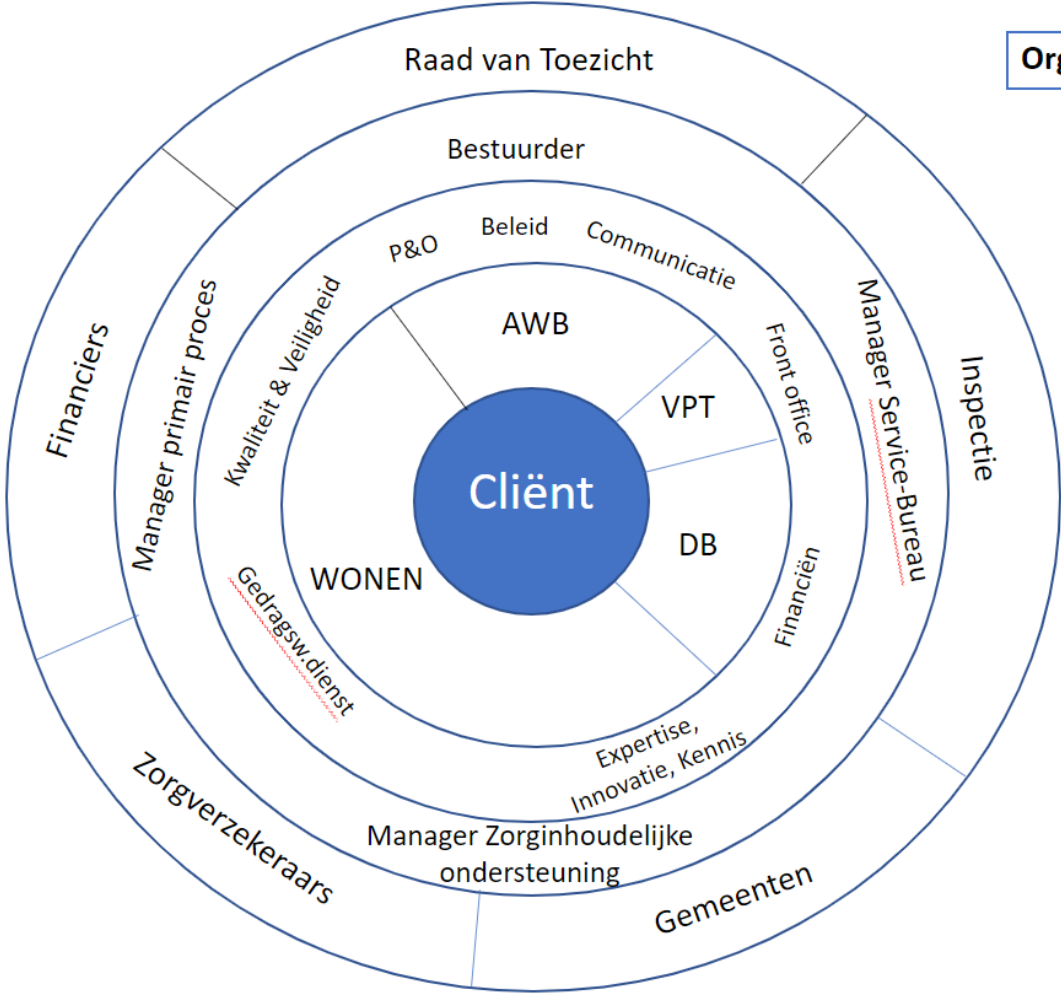 Org
Raad van Toezicht
Bestuurder
Beleid
P&O
Communicatie
Kwaliteit & Veiligheid
Front office
AWB
VPT
Manager primair proces
Manager Service-Bureau
Financiers
Inspectie
Cliënt
DB
WONEN
Financiën
Gedragsw.dienst
Expertise,
Innovatie, Kennis
Manager Zorginhoudelijke
ondersteuning
Zorgverzekeraars
Gemeenten